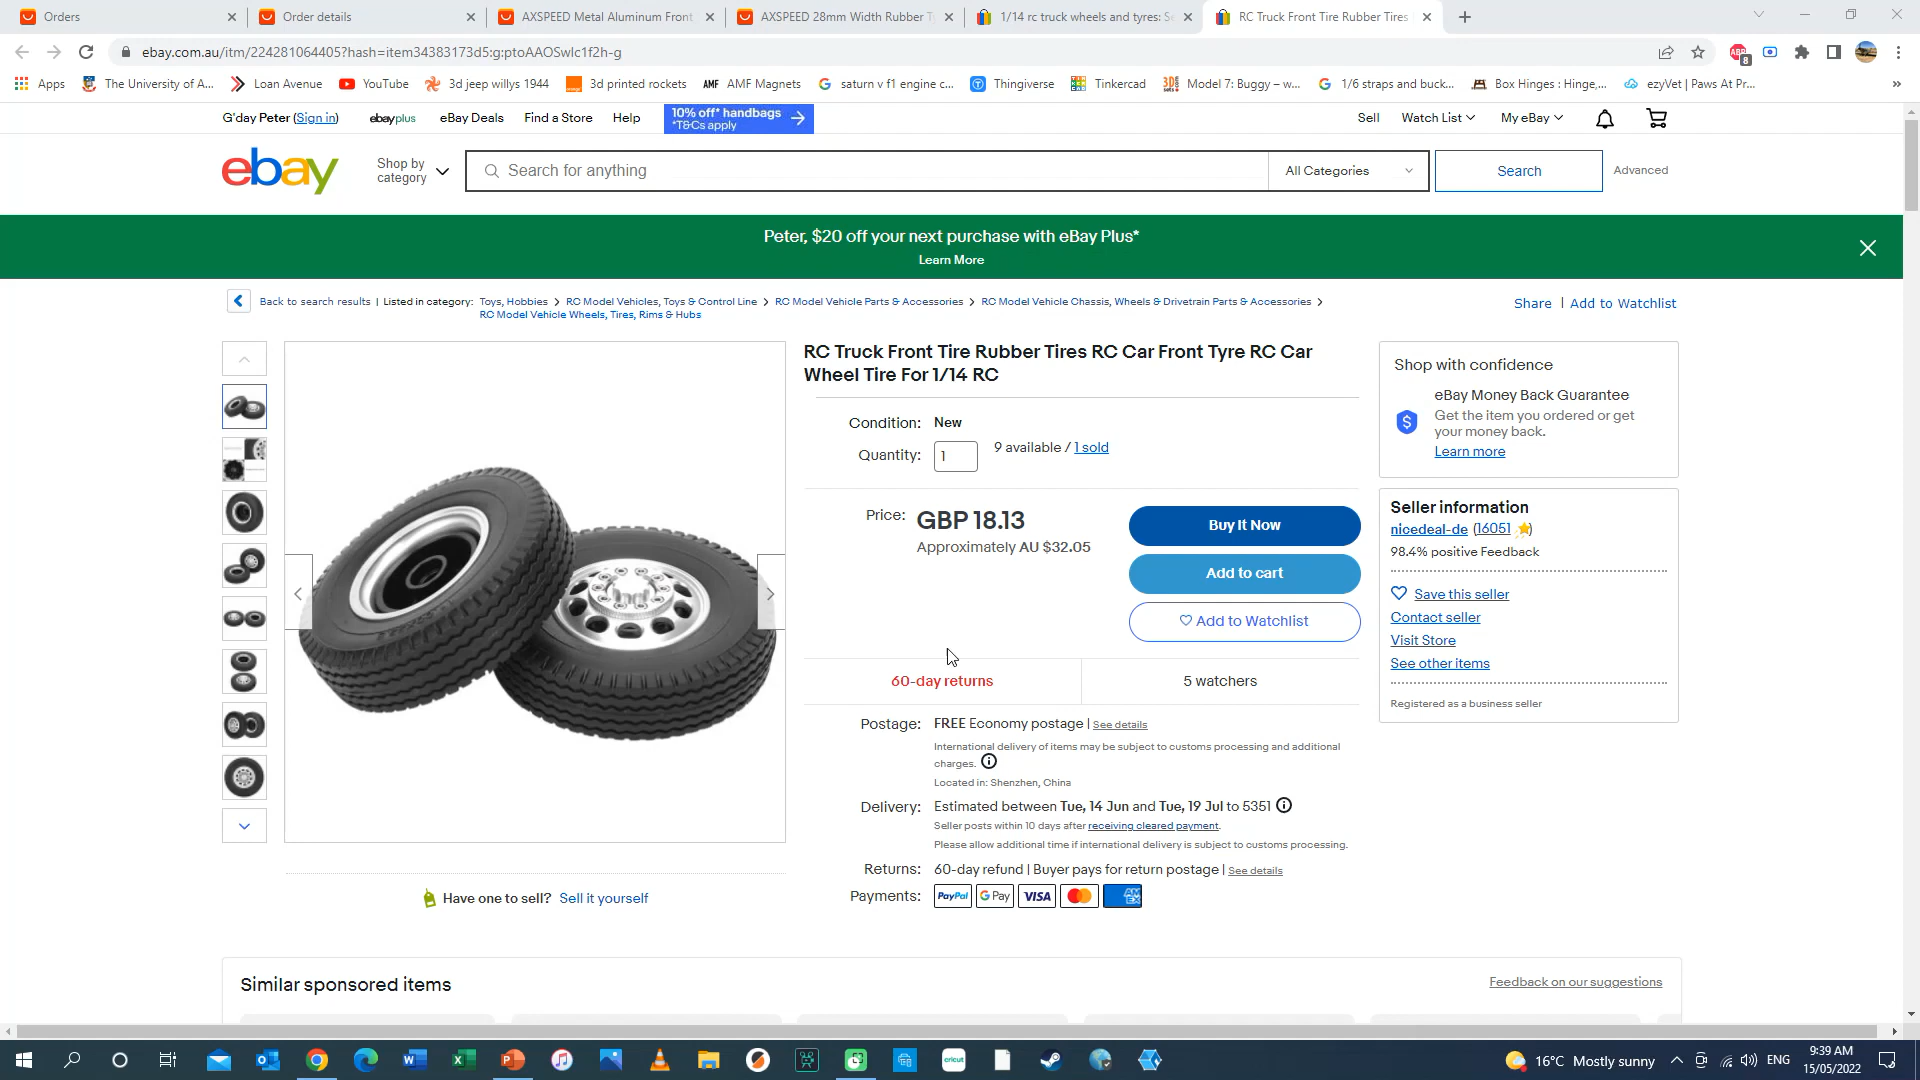 Orders
Order details
AXSPEED Metal Aluminum Front
AXSPEED 28mm Width Rubber T
1/14 rc truck wheels and tyres: Se
RC Truck Front Tire Rubber Tires
ebay.com.au/itm/224281064405?hash=item34383173d5:g:ptoAAOSwlc1f2h-g
8
Apps
The University of A...
Loan Avenue
YouTube
3d jeep willys 1944
3d printed rockets
AMF AMF Magnets
saturn v f1 engine c...
Thingiverse
Tinkercad
Model 7: Buggy – w...
1/6 straps and buck...
Box Hinges : Hinge,...
ezyVet | Paws At Pr...
G'day Peter (Sign in)
ebayplus
eBay Deals
Find a Store
Help
10% off* handbags
*T&Cs apply
Sell
Watch List
My eBay
ebay
Shop by
category
Search for anything
All Categories
Search
Advanced
Peter, $20 off your next purchase with eBay Plus*
Learn More
Back to search results | Listed in category: Toys, Hobbies > RC Model Vehicles, Toys & Control Line > RC Model Vehicle Parts & Accessories > RC Model Vehicle Chassis, Wheels & Drivetrain Parts & Accessories >
RC Model Vehicle Wheels, Tires, Rims & Hubs
Share | Add to Watchlist
RC Truck Front Tire Rubber Tires RC Car Front Tyre RC Car
Wheel Tire For 1/14 RC
Condition: New
Quantity: 1 9 available / 1 sold
Price: GBP 18.13
Approximately AU $32.05
Buy It Now
Add to cart
Add to Watchlist
60-day returns
5 watchers
Postage: FREE Economy postage | See details
International delivery of items may be subject to customs processing and additional
charges.
Located in: Shenzhen, China
Delivery: Estimated between Tue, 14 Jun and Tue, 19 Jul to 5351
Seller posts within 10 days after receiving cleared payment.
Please allow additional time if international delivery is subject to customs processing.
Returns: 60-day refund | Buyer pays for return postage | See details
Payments: PayPal G Pay VISA
Shop with confidence
eBay Money Back Guarantee
Get the item you ordered or get
your money back.
Learn more
Seller information
nicedeal-de (16051)
98.4% positive Feedback
Save this seller
Contact seller
Visit Store
See other items
Registered as a business seller
Have one to sell? Sell it yourself
Similar sponsored items
Feedback on our suggestions
cricut
16°C Mostly sunny
ENG
9:39 AM
15/05/2022